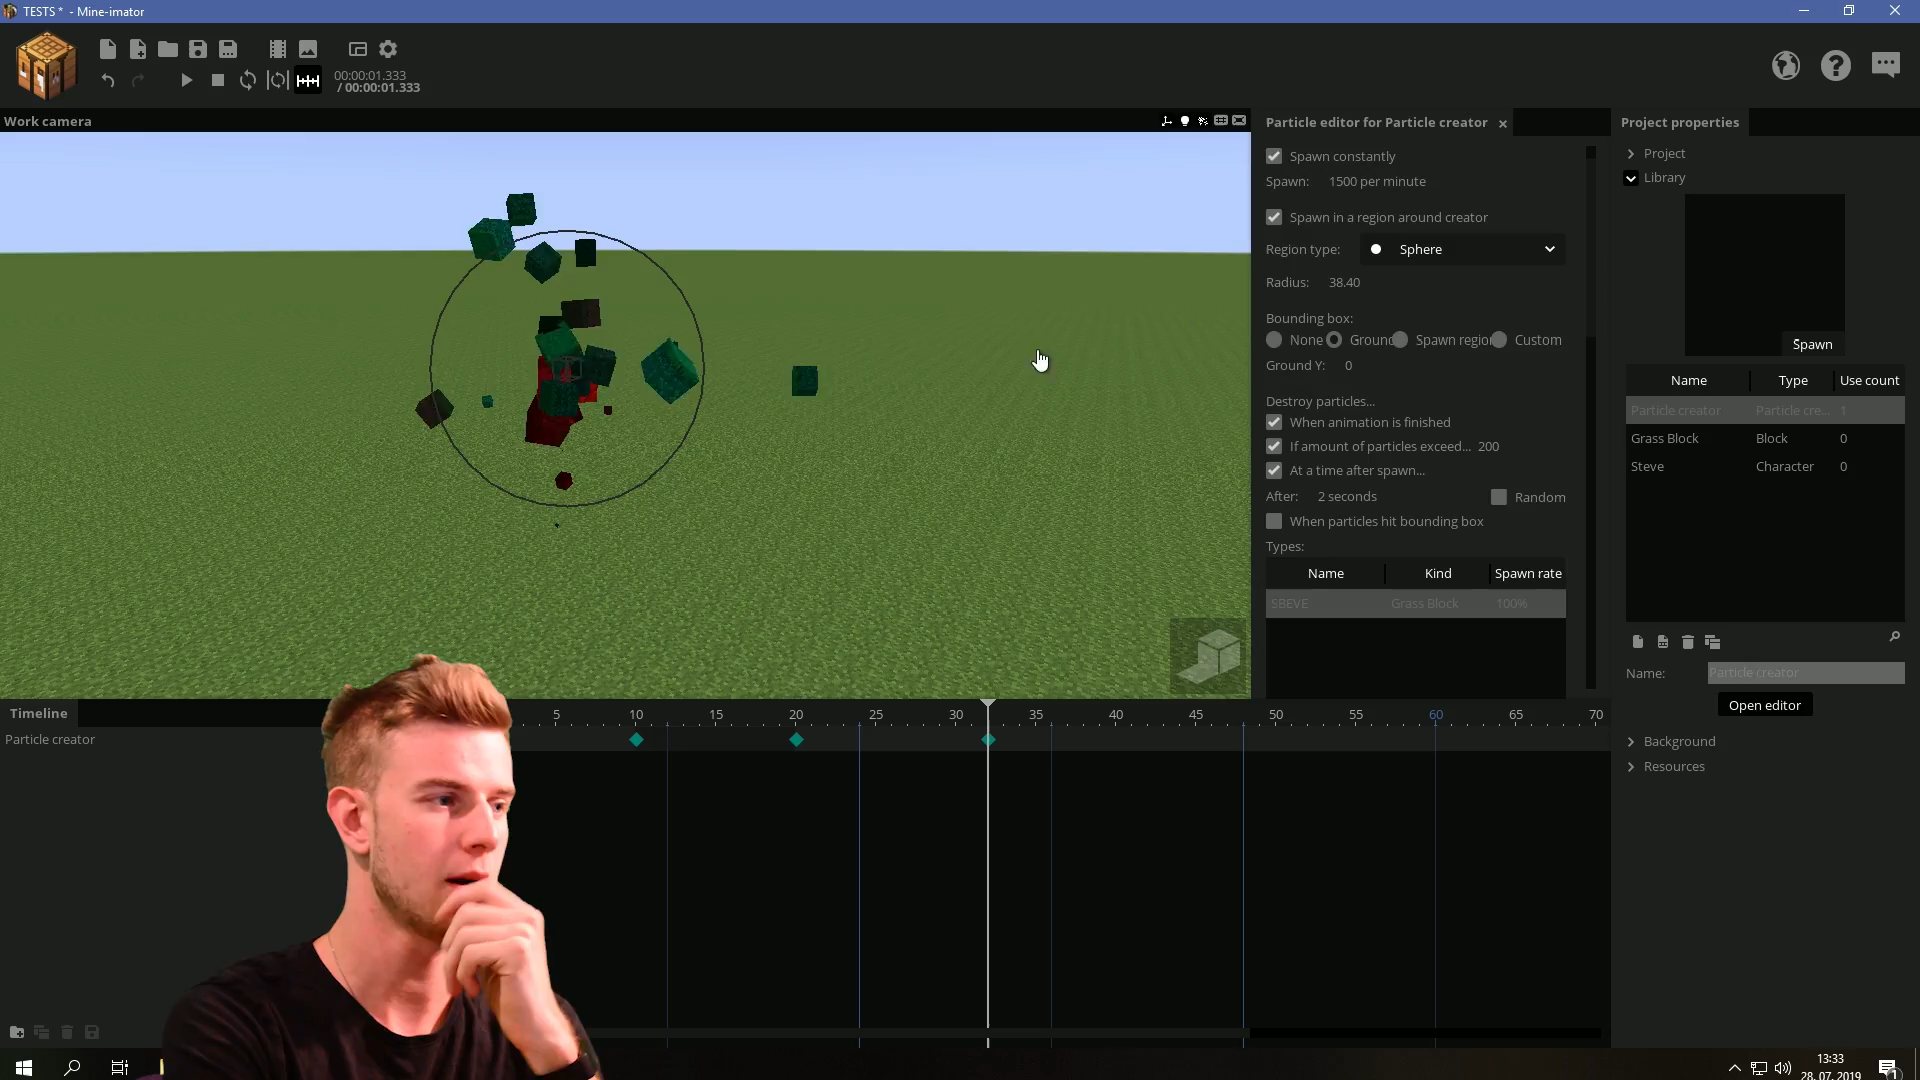 TESTS * - Mine-imator
00:00:01.333
/ 00:00:01.333
Work camera
Particle editor for Particle creator
Spawn constantly
Spawn: 1500 per minute
Spawn in a region around creator
Region type: Sphere
Radius: 38.40
Bounding box:
None Ground Spawn region Custom
Ground Y: 0
Destroy particles...
When animation is finished
If amount of particles exceed... 200
At a time after spawn...
After: 2 seconds Random
When particles hit bounding box
Types:
Name Kind Spawn rate
SBEVE Grass Block 100%
Project properties
Project
Library
Spawn
Name Type Use count
Particle creator Particle cre... 1
Grass Block Block 0
Steve Character 0
Name: Particle creator
Open editor
Background
Resources
Timeline
5 10 15 20 25 30 35 40 45 50 55 60 65 70
Particle creator
13:33
28.07.2019
1